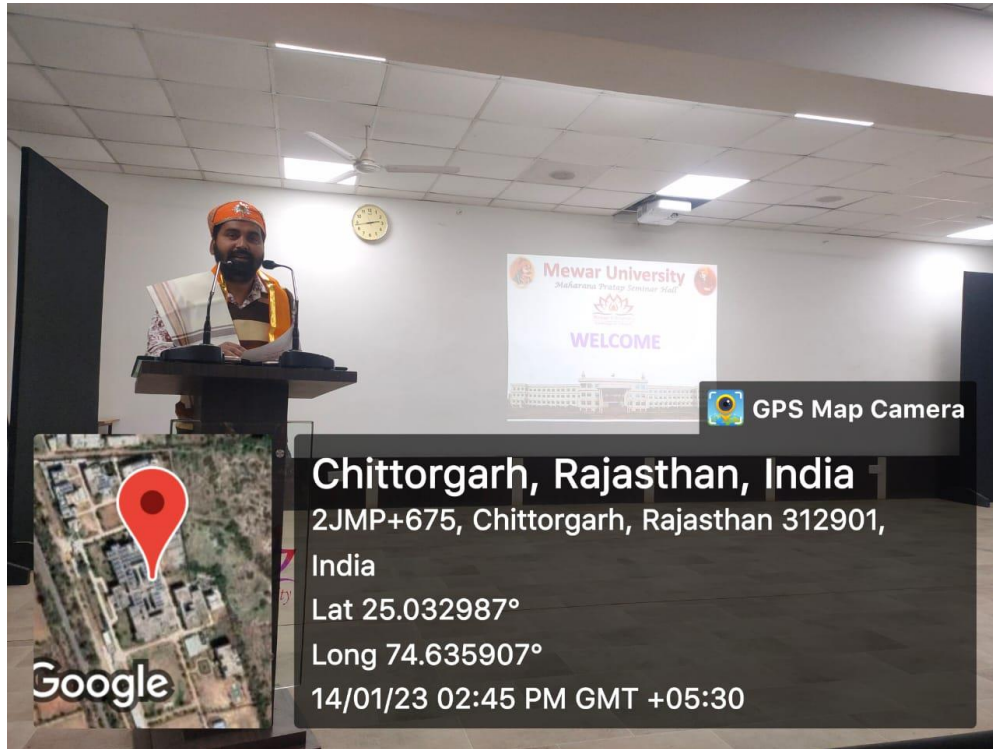 Mewar University
Maharana Pratap Seminar Hall
WELCOME
GPS Map Camera
Chittorgarh, Rajasthan, India
2JMP+675, Chittorgarh, Rajasthan 312901,
India
Lat 25.032987°
Long 74.635907°
14/01/23 02:45 PM GMT +05:30
Google